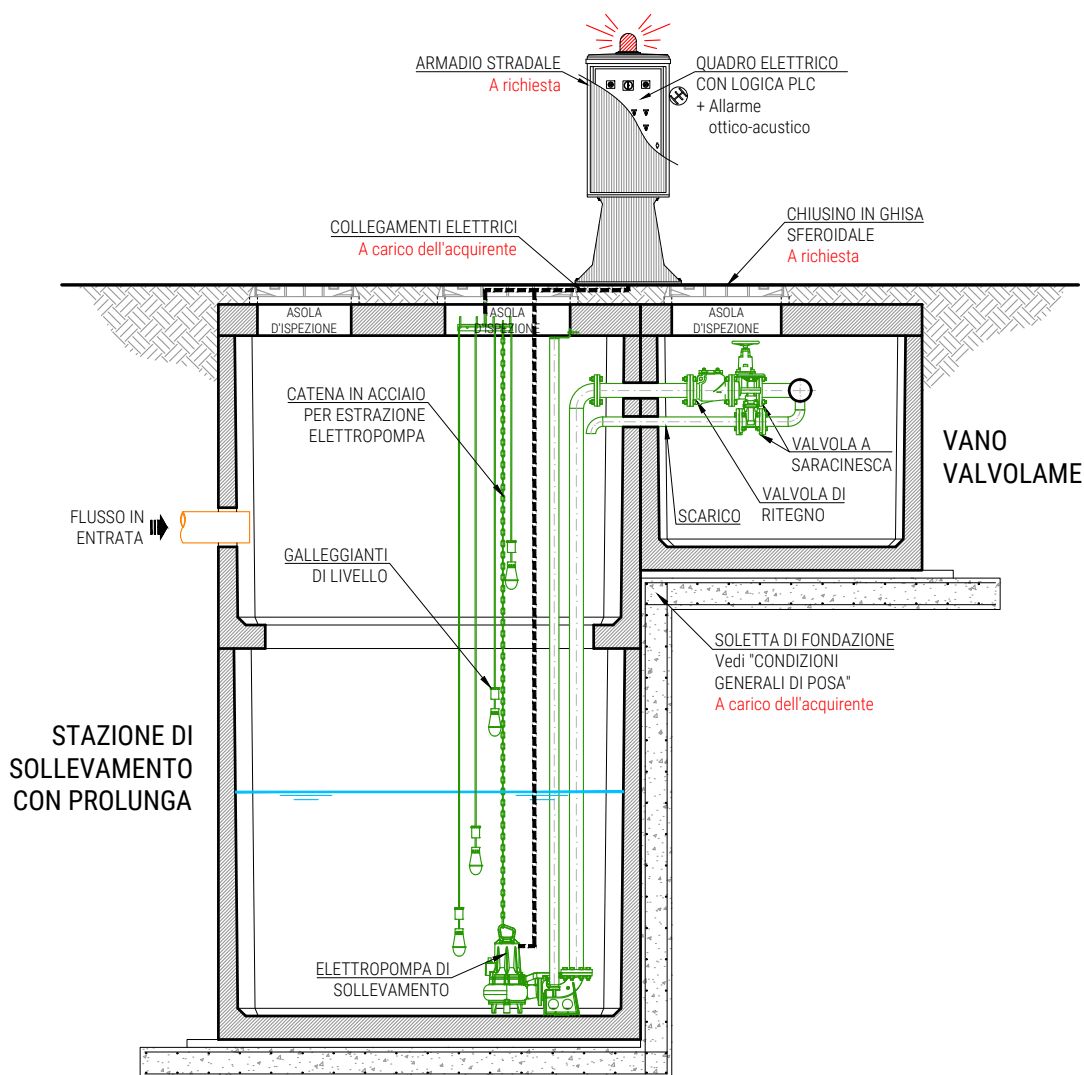 ARMADIO STRADALE
A richiesta
QUADRO ELETTRICO
CON LOGICA PLC
+ Allarme
ottico-acustico
COLLEGAMENTI ELETTRICI
A carico dell'acquirente
CHIUSINO IN GHISA
SFEROIDALE
A richiesta
ASOLA
D'ISPEZIONE
ASOLA
D'ISPEZIONE
ASOLA
D'ISPEZIONE
CATENA IN ACCIAIO
PER ESTRAZIONE
ELETTROPOMPA
VALVOLA A
SARACINESCA
VANO
VALVOLAME
VALVOLA DI
RITEGNO
SCARICO
FLUSSO IN
ENTRATA
GALLEGGIANTI
DI LIVELLO
SOLETTA DI FONDAZIONE
Vedi "CONDIZIONI
GENERALI DI POSA"
A carico dell'acquirente
STAZIONE DI
SOLLEVAMENTO
CON PROLUNGA
ELETTROPOMPA DI
SOLLEVAMENTO